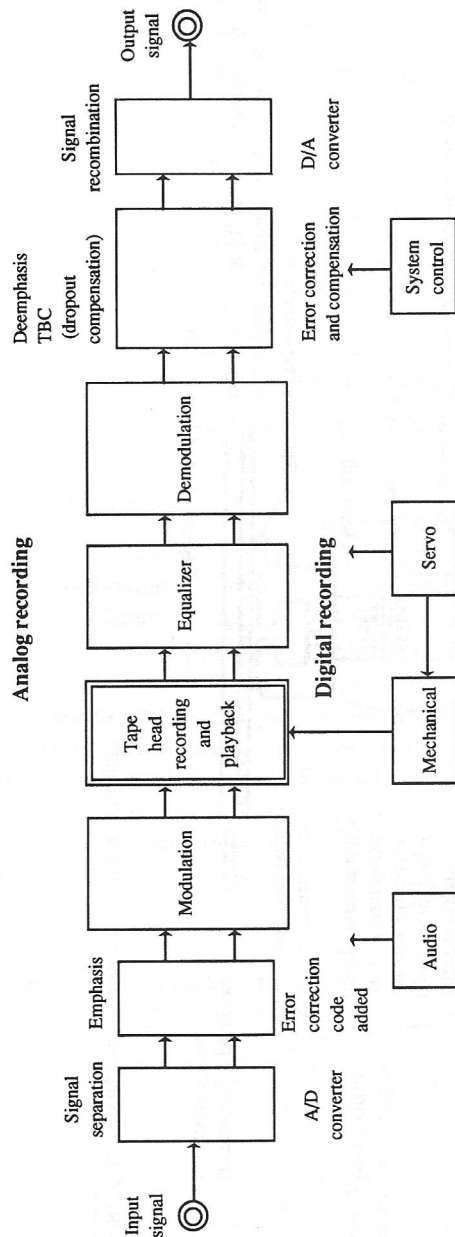 Analog recording
Input
signal
Signal
separation
A/D
converter
Emphasis
Error
correction
code
added
Modulation
Tape
head
recording
and
playback
Equalizer
Demodulation
Deemphasis
TBC
(dropout
compensation)
Error correction
and compensation
Signal
recombination
D/A
converter
Output
signal
Digital recording
Audio
Mechanical
Servo
System
control